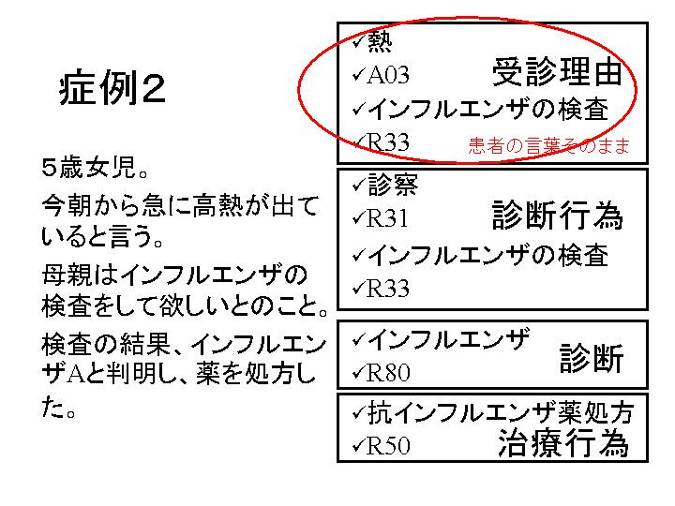 症例２
５歳女児。
今朝から急に高熱が出て
いると言う。
母親はインフルエンザの
検査をして欲しいとのこと。
検査の結果、インフルエン
ザAと判明し、薬を処方し
た。
✓熱
✓A03 受診理由
✓インフルエンザの検査
✓R33 患者の言葉そのまま
✓診察
✓R31 診断行為
✓インフルエンザの検査
✓R33
✓インフルエンザ
✓R80 診断
✓抗インフルエンザ薬処方
✓R50 治療行為